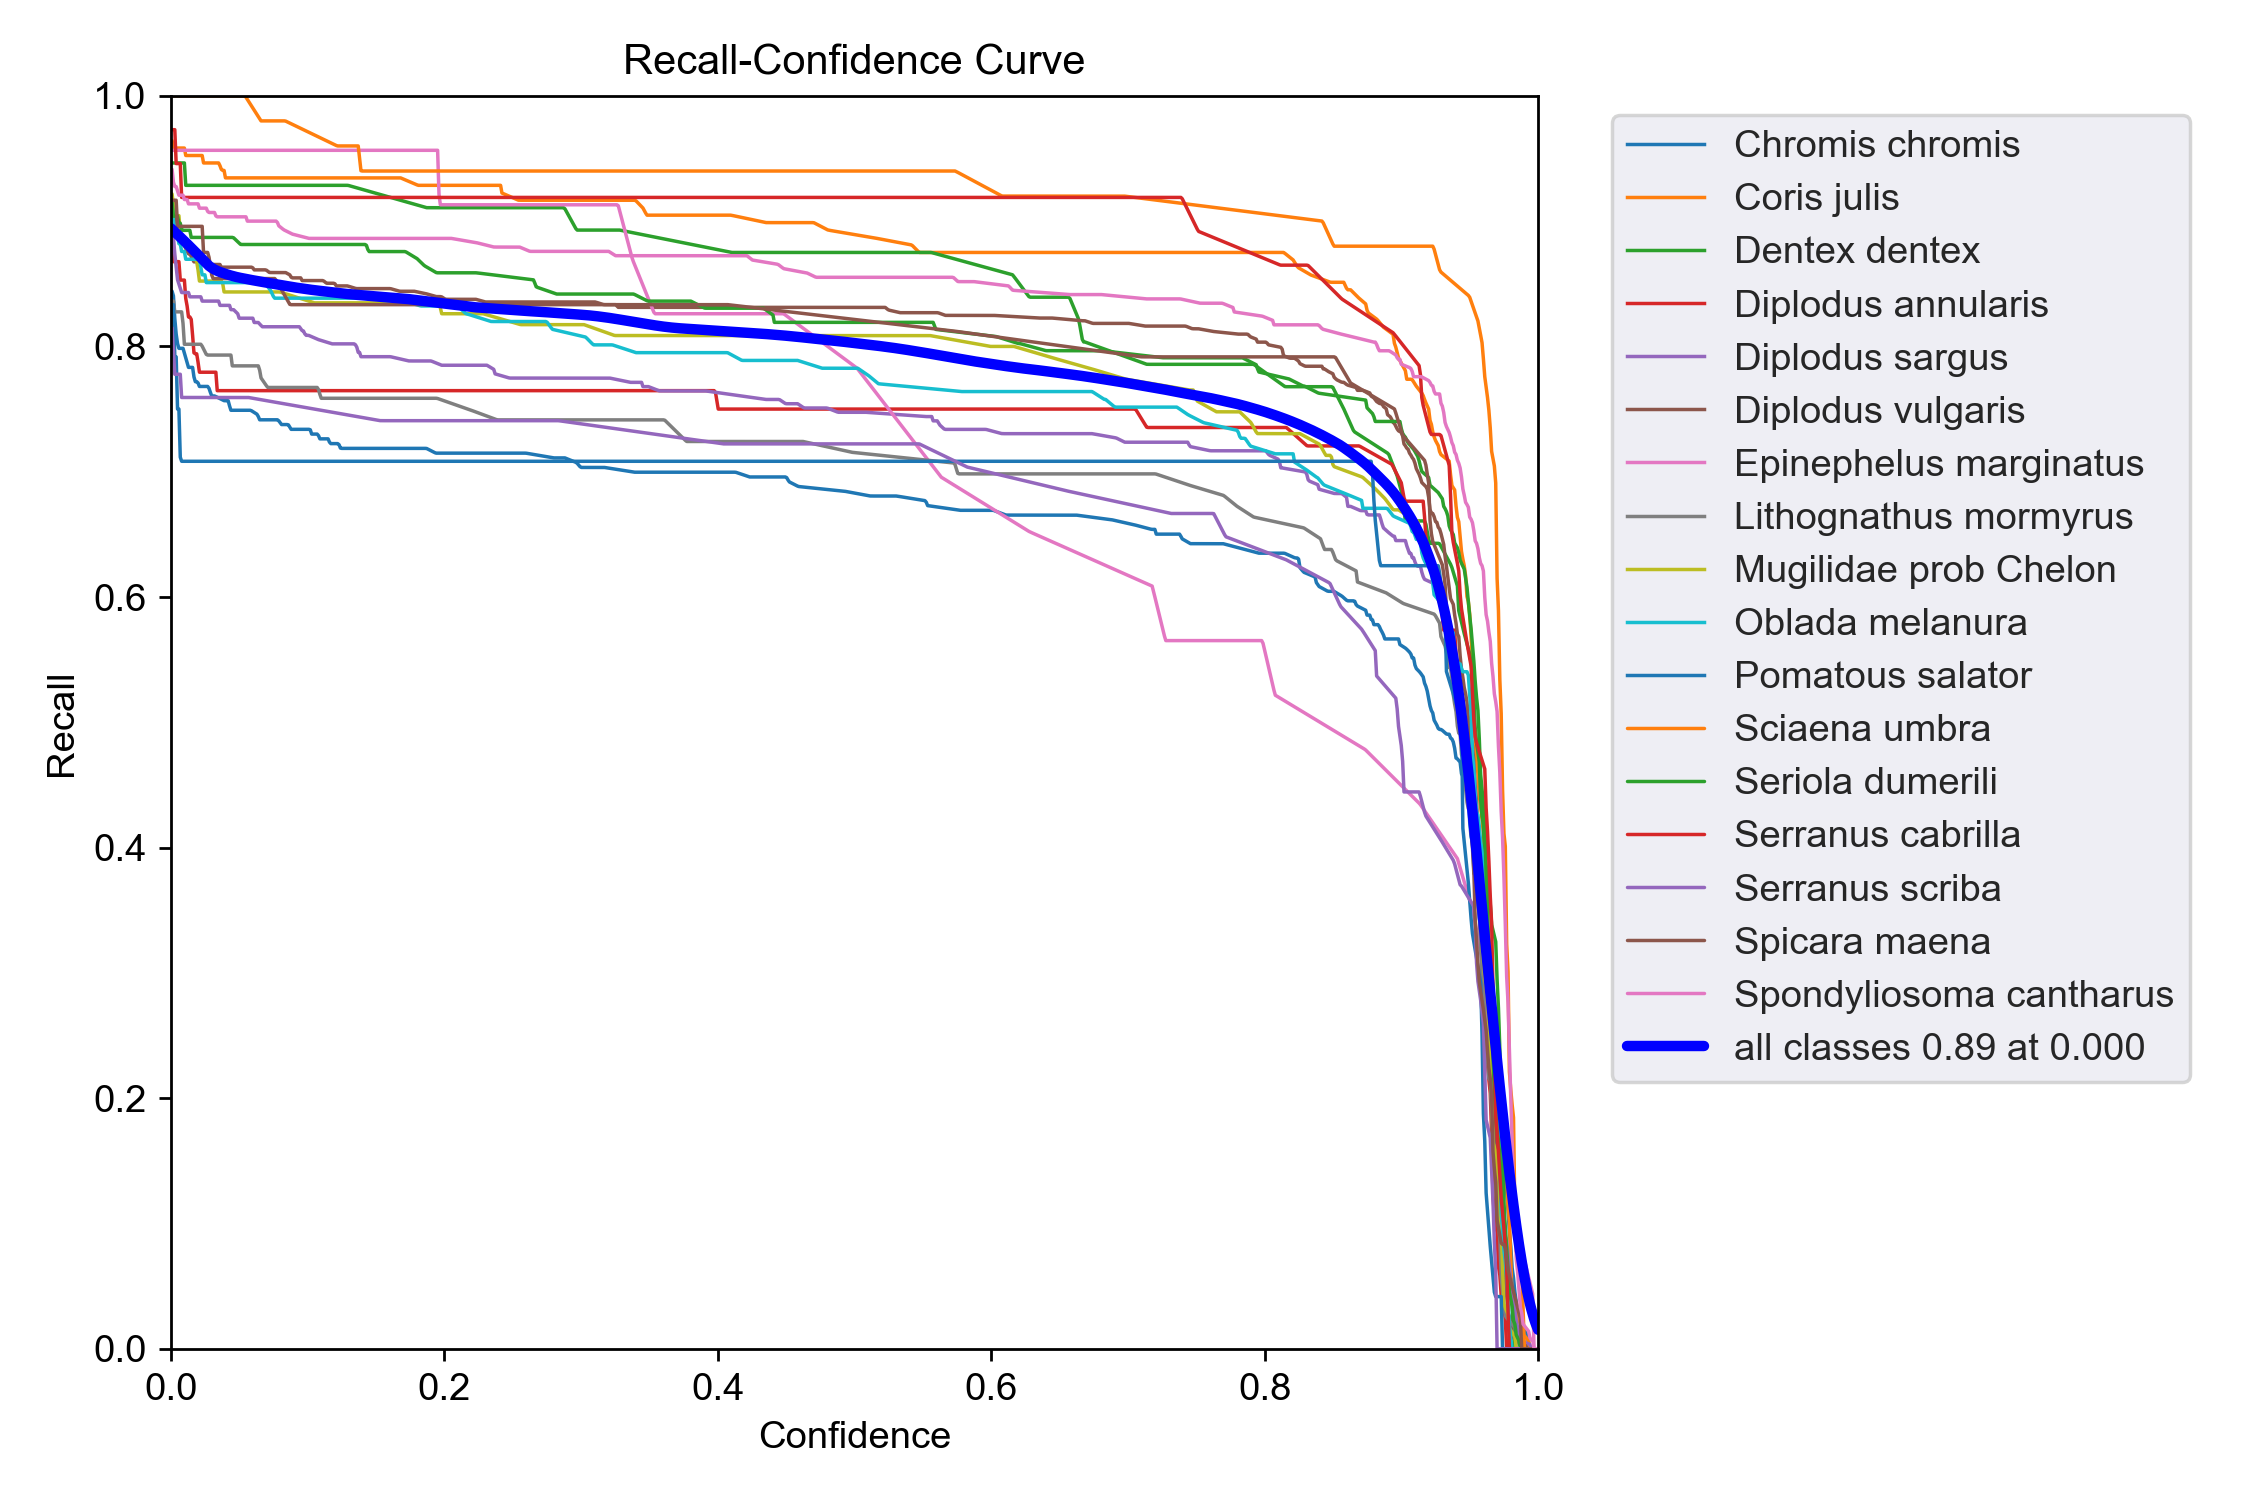 Recall-Confidence Curve
1.0
0.8
0.6
0.4
0.2
0.0
Recall
0.0 0.2 0.4 0.6 0.8 1.0
Confidence
Chromis chromis
Coris julis
Dentex dentex
Diplodus annularis
Diplodus sargus
Diplodus vulgaris
Epinephelus marginatus
Lithognathus mormyrus
Mugilidae prob Chelon
Oblada melanura
Pomatous salator
Sciaena umbra
Seriola dumerili
Serranus cabrilla
Serranus scriba
Spicara maena
Spondyliosoma cantharus
all classes 0.89 at 0.000